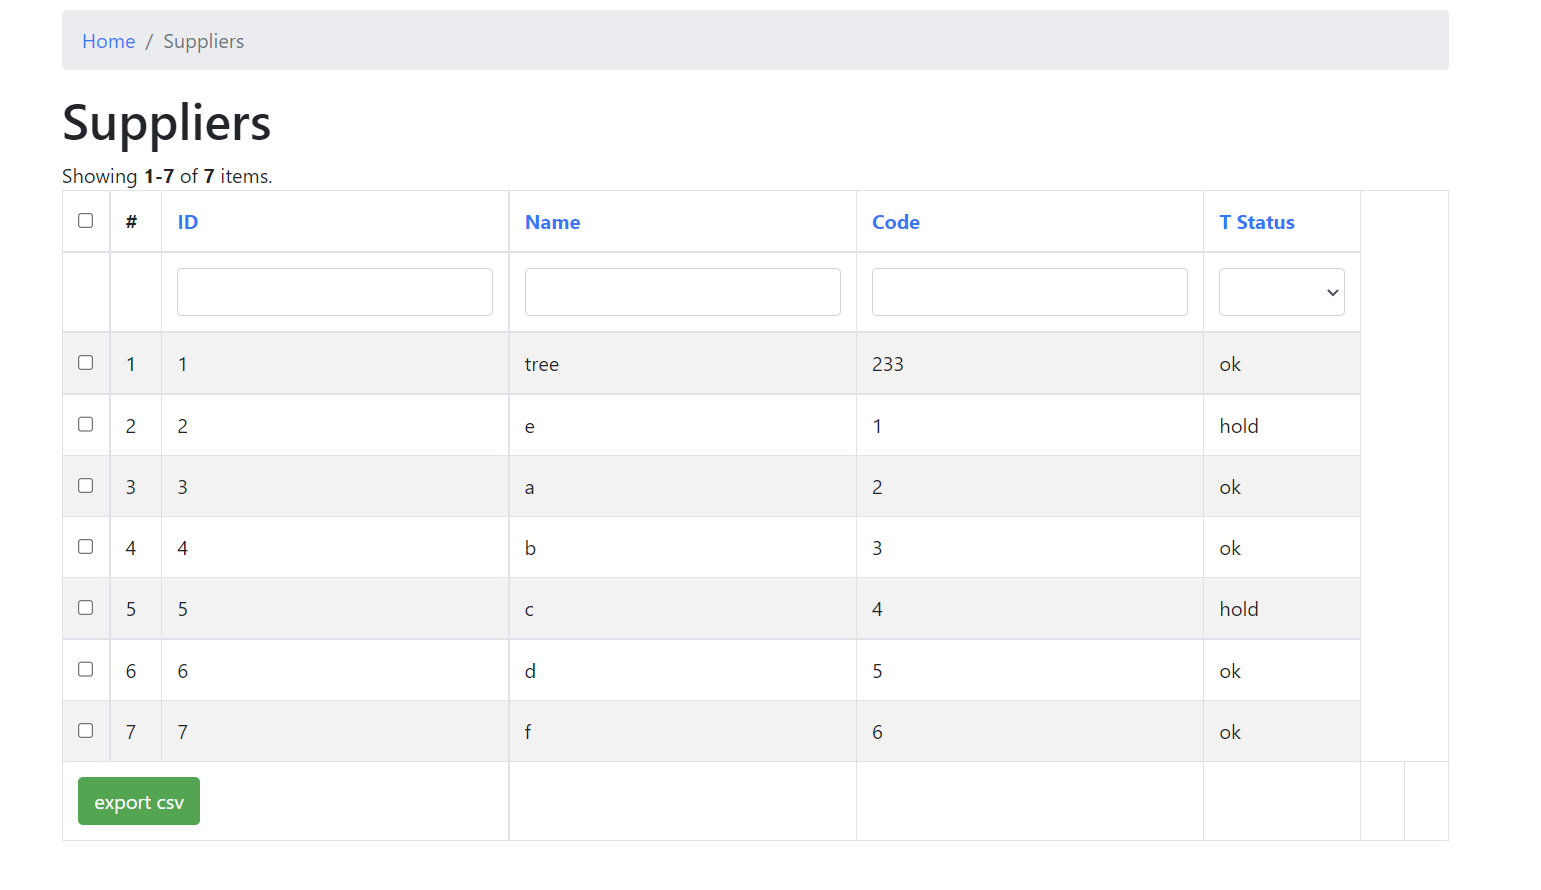 Home / Suppliers
Suppliers
Showing 1-7 of 7 items.
# ID Name Code T Status
1 1 tree 233 ok
2 2 e 1 hold
3 3 a 2 ok
4 4 b 3 ok
5 5 c 4 hold
6 6 d 5 ok
7 7 f 6 ok
export csv